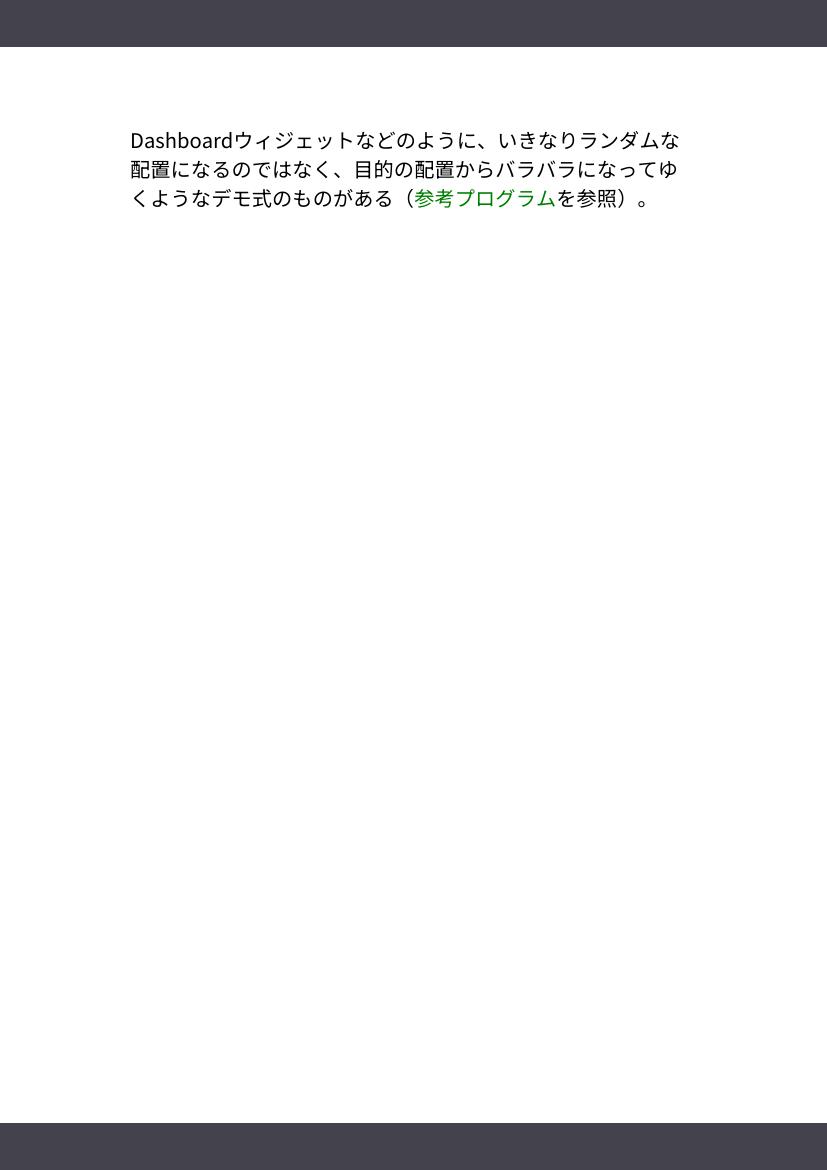 Dashboardウィジェットなどのように、いきなりランダムな
配置になるのではなく、目的の配置からバラバラになってゆ
くようなデモ式のものがある（参考プログラムを参照）。